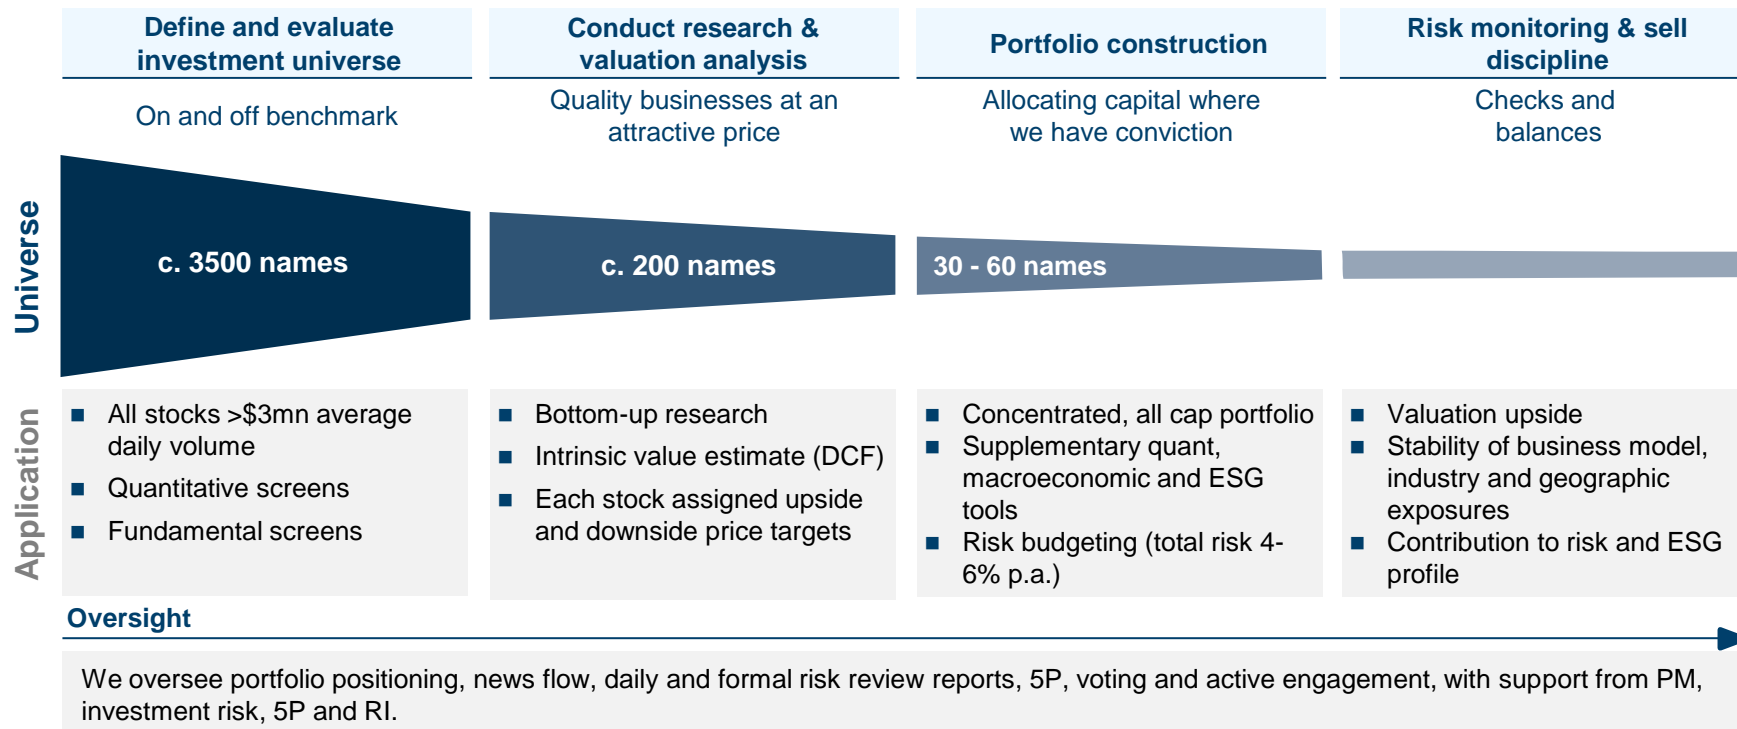 Define and evaluate
investment universe
Conduct research &
valuation analysis
Portfolio construction
Risk monitoring & sell
discipline
On and off benchmark
Quality businesses at an
attractive price
Allocating capital where
we have conviction
Checks and
balances
Universe
c. 3500 names
c. 200 names
30 - 60 names
Application
■ All stocks >$3mn average
daily volume
■ Quantitative screens
■ Fundamental screens
■ Bottom-up research
■ Intrinsic value estimate (DCF)
■ Each stock assigned upside
and downside price targets
■ Concentrated, all cap portfolio
■ Supplementary quant,
macroeconomic and ESG
tools
■ Risk budgeting (total risk 4-
6% p.a.)
■ Valuation upside
■ Stability of business model,
industry and geographic
exposures
■ Contribution to risk and ESG
profile
Oversight
We oversee portfolio positioning, news flow, daily and formal risk review reports, 5P, voting and active engagement, with support from PM,
investment risk, 5P and RI.